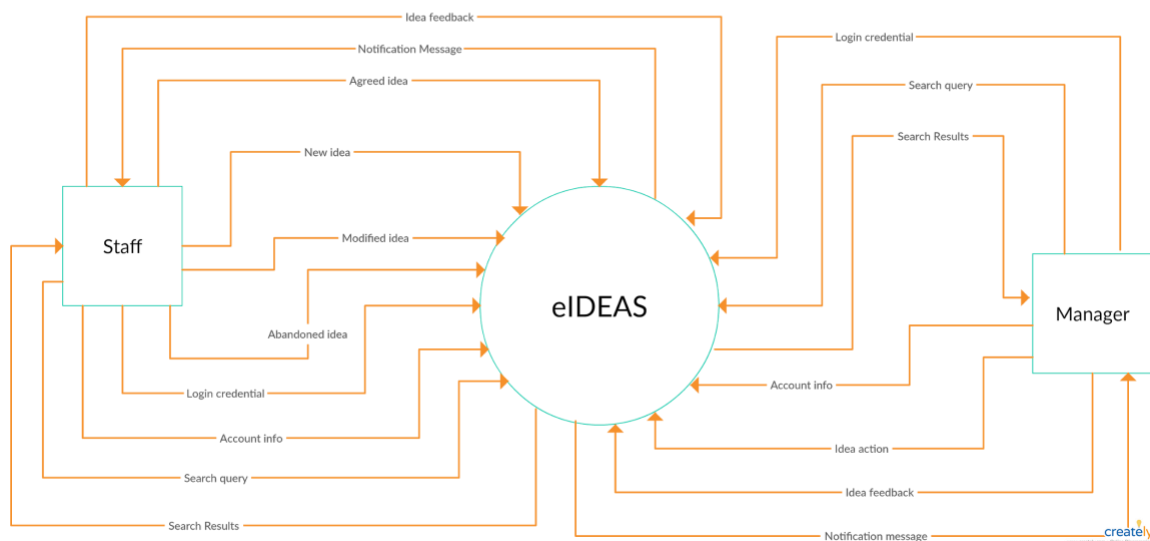 Idea feedback
Login credential
Notification Message
Agreed idea
Search query
Search Results
New idea
Modified idea
Staff
eIDEAS
Manager
Abandoned idea
Account info
Login credential
Account info
Idea action
Search query
Idea feedback
Search Results
Notification message
creately